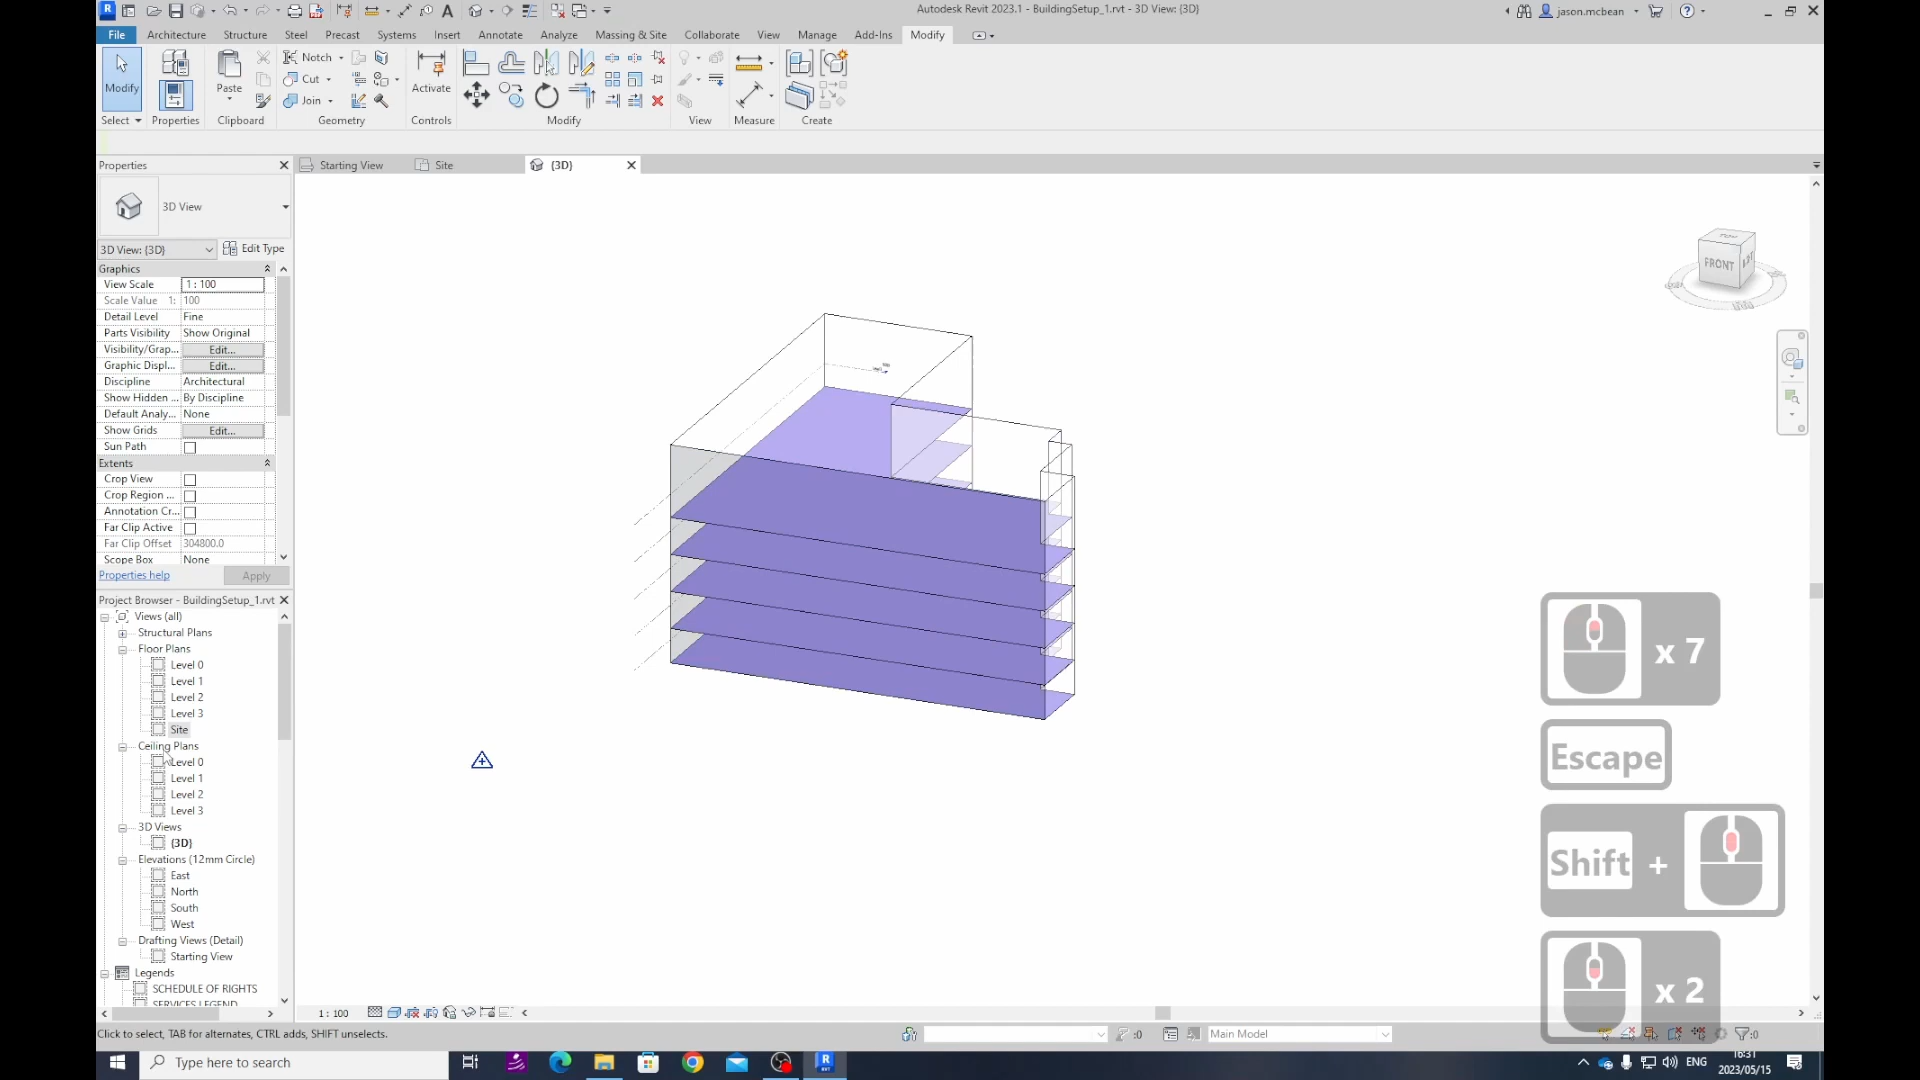 Autodesk Revit 2023.1 - BuildingSetup_1.rvt - 3D View: {3D}
jason.mcbean
File Architecture Structure Steel Precast Systems Insert Annotate Analyze Massing & Site Collaborate View Manage Add-Ins Modify
Modify Paste Notch Cut Join Activate
Select Properties Clipboard Geometry Controls Modify View Measure Create
Properties
Starting View Site {3D}
3D View
3D View: {3D} Edit Type
Graphics
View Scale 1 : 100
Scale Value 1: 100
Detail Level Fine
Parts Visibility Show Original
Visibility/Grap... Edit...
Graphic Displ... Edit...
Discipline Architectural
Show Hidden ... By Discipline
Default Analy... None
Show Grids Edit...
Sun Path
Extents
Crop View
Crop Region ...
Annotation Cr...
Far Clip Active
Far Clip Offset 304800.0
Scope Box None
Properties help Apply
Project Browser - BuildingSetup_1.rvt
Views (all)
Structural Plans
Floor Plans
Level 0
Level 1
Level 2
Level 3
Site
Ceiling Plans
Level 0
Level 1
Level 2
Level 3
3D Views
{3D}
Elevations (12mm Circle)
East
North
South
West
Drafting Views (Detail)
Starting View
Legends
SCHEDULE OF RIGHTS
SERVICES LEGEND
TOP
FRONT
x 7
Escape
Shift +
x 2
1 : 100
Click to select, TAB for alternates, CTRL adds, SHIFT unselects.
:0 Main Model :0
Type here to search
ENG
16:31
2023/05/15